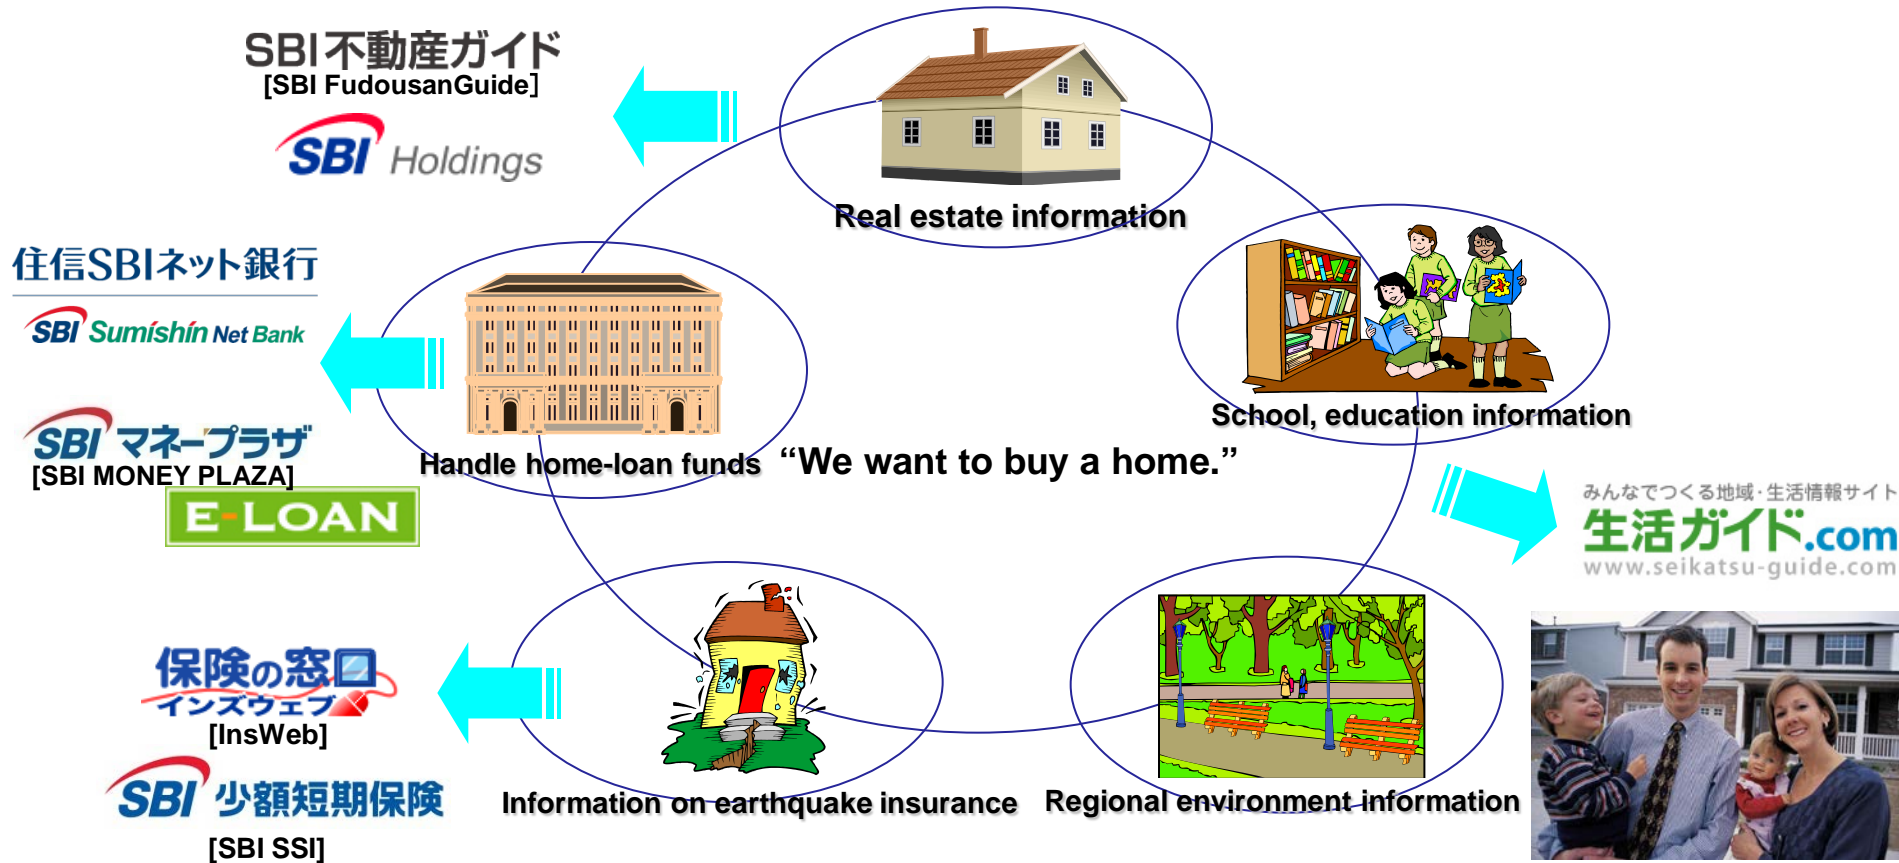 SBI不動産ガイド
[SBI FudousanGuide]
SBI Holdings
Real estate information
住信SBIネット銀行
SBI Sumishin Net Bank
SBI マネープラザ
[SBI MONEY PLAZA]
E-LOAN
Handle home-loan funds
“We want to buy a home.”
School, education information
みんなでつくる地域・生活情報サイト
生活ガイド.com
www.seikatsu-guide.com
保険の窓口
インズウェブ
[InsWeb]
SBI 少額短期保険
[SBI SSI]
Information on earthquake insurance
Regional environment information